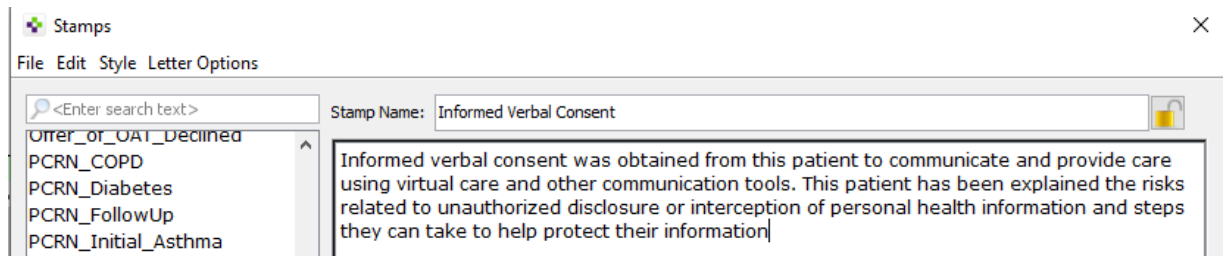 Stamps
File Edit Style Letter Options
<Enter search text>
Stamp Name: Informed Verbal Consent
Offer_of_OAT_Declined
PCRN_COPD
PCRN_Diabetes
PCRN_FollowUp
PCRN_Initial_Asthma
Informed verbal consent was obtained from this patient to communicate and provide care
using virtual care and other communication tools. This patient has been explained the risks
related to unauthorized disclosure or interception of personal health information and steps
they can take to help protect their information